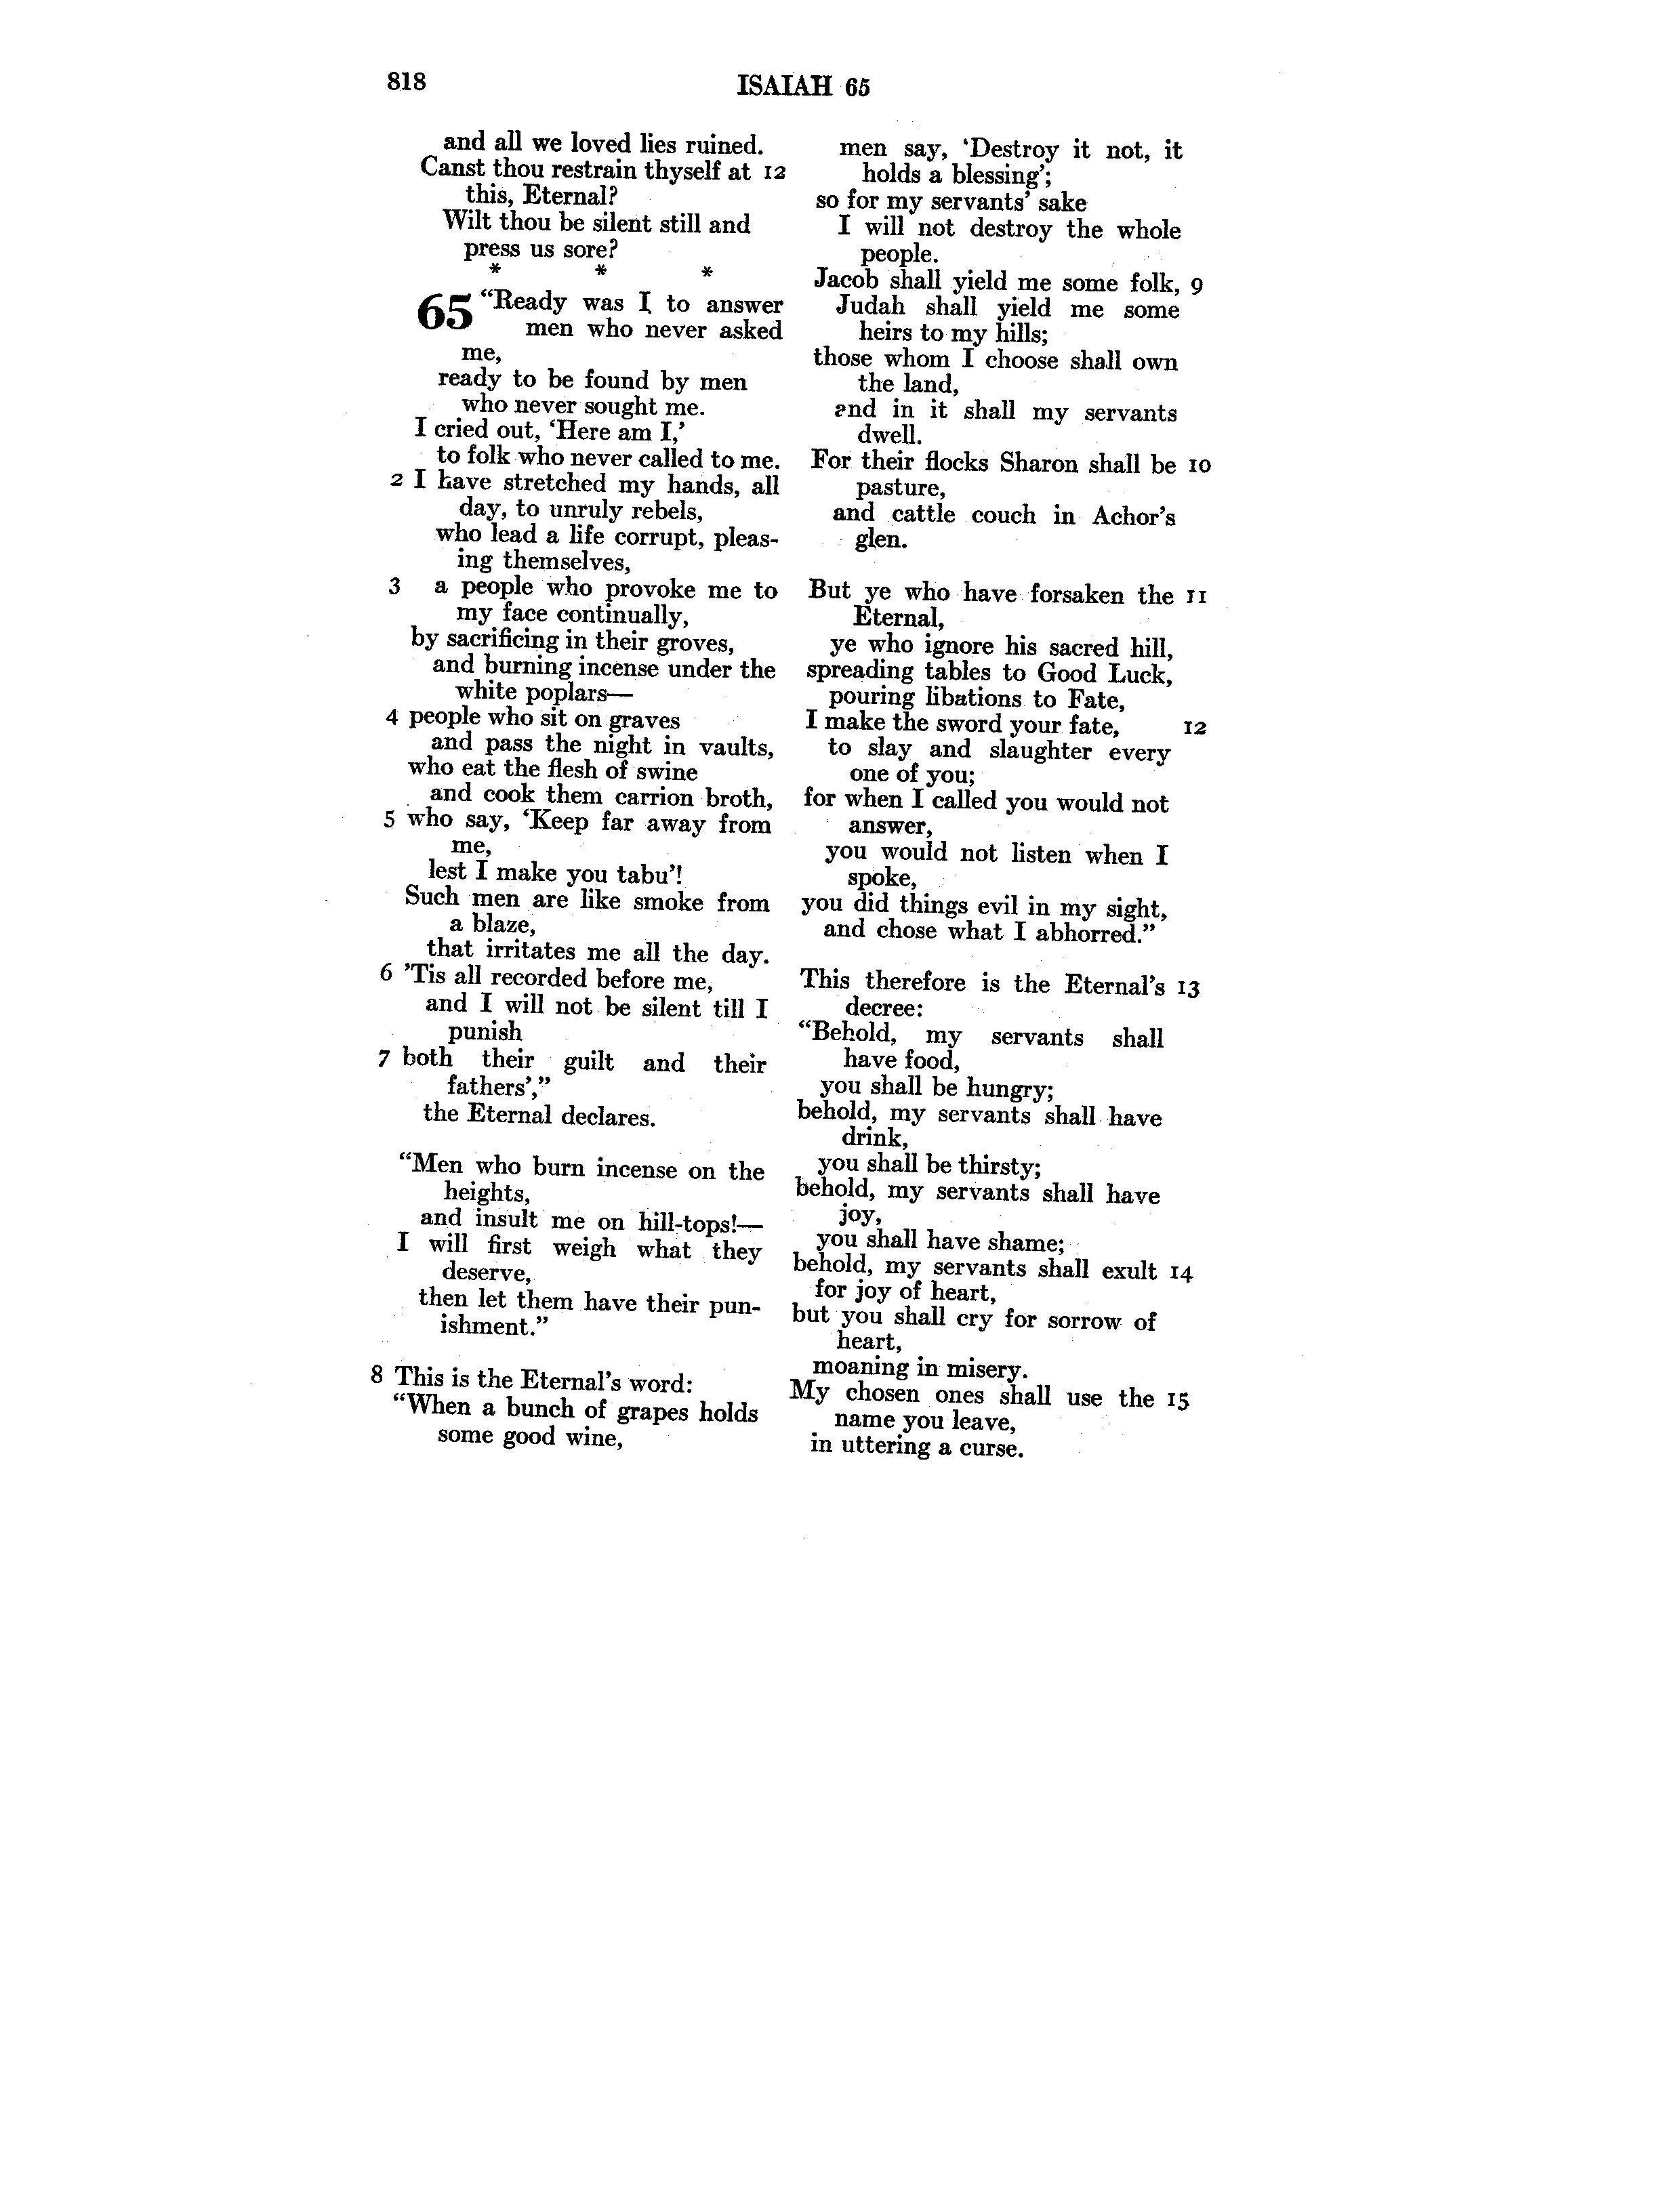 818
ISAIAH 65
and all we loved lies ruined.
Canst thou restrain thyself at 12
this, Eternal?
Wilt thou be silent still and
press us sore?
* * *
65 “Ready was I to answer
men who never asked
me,
ready to be found by men
who never sought me.
I cried out, ‘Here am I,’
to folk who never called to me.
2 I have stretched my hands, all
day, to unruly rebels,
who lead a life corrupt, pleas-
ing themselves,
3 a people who provoke me to
my face continually,
by sacrificing in their groves,
and burning incense under the
white poplars—
4 people who sit on graves
and pass the night in vaults,
who eat the flesh of swine
and cook them carrion broth,
5 who say, ‘Keep far away from
me,
lest I make you tabu’!
Such men are like smoke from
a blaze,
that irritates me all the day.
6 ’Tis all recorded before me,
and I will not be silent till I
punish
7 both their guilt and their
fathers’,”
the Eternal declares.
“Men who burn incense on the
heights,
and insult me on hill-tops!—
I will first weigh what they
deserve,
then let them have their pun-
ishment.”
8 This is the Eternal’s word:
“When a bunch of grapes holds
some good wine,
men say, ‘Destroy it not, it
holds a blessing’;
so for my servants’ sake
I will not destroy the whole
people.
Jacob shall yield me some folk, 9
Judah shall yield me some
heirs to my hills;
those whom I choose shall own
the land,
and in it shall my servants
dwell.
For their flocks Sharon shall be 10
pasture,
and cattle couch in Achor’s
glen.
But ye who have forsaken the 11
Eternal,
ye who ignore his sacred hill,
spreading tables to Good Luck,
pouring libations to Fate,
I make the sword your fate, 12
to slay and slaughter every
one of you;
for when I called you would not
answer,
you would not listen when I
spoke,
you did things evil in my sight,
and chose what I abhorred.”
This therefore is the Eternal’s 13
decree:
“Behold, my servants shall
have food,
you shall be hungry;
behold, my servants shall have
drink,
you shall be thirsty;
behold, my servants shall have
joy,
you shall have shame;
behold, my servants shall exult 14
for joy of heart,
but you shall cry for sorrow of
heart,
moaning in misery.
My chosen ones shall use the 15
name you leave,
in uttering a curse.